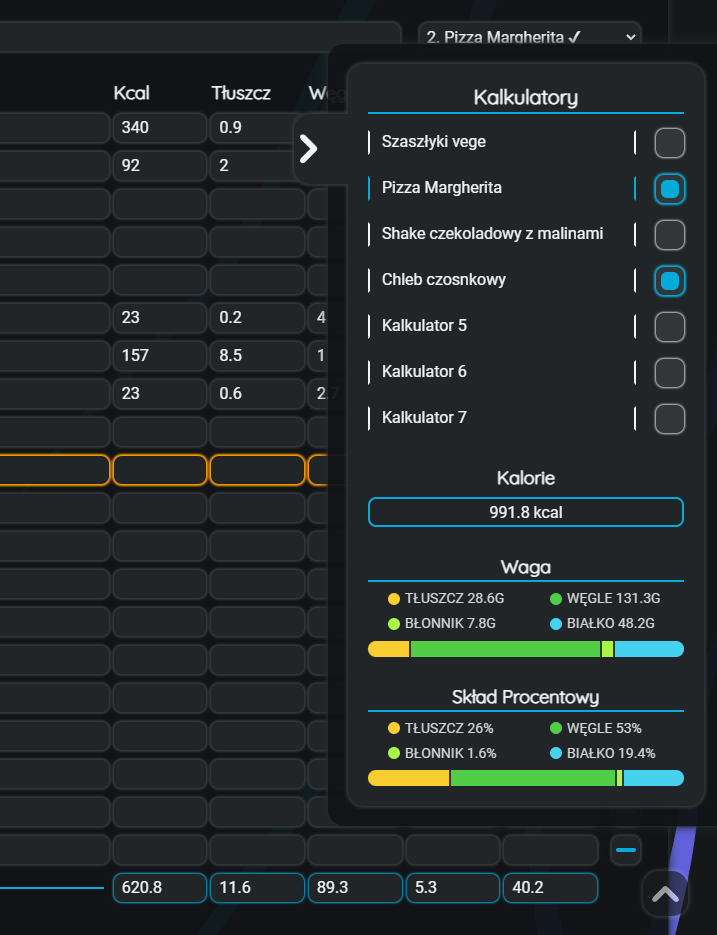 2. Pizza Margherita ✓
Kcal Tłuszcz Węg
340 0.9
92 2
23 0.2 4
157 8.5 1
23 0.6 2.7
620.8 11.6 89.3 5.3 40.2
Kalkulatory
Szaszłyki vege
Pizza Margherita
Shake czekoladowy z malinami
Chleb czosnkowy
Kalkulator 5
Kalkulator 6
Kalkulator 7
Kalorie
991.8 kcal
Waga
TŁUSZCZ 28.6G WĘGLE 131.3G
BŁONNIK 7.8G BIAŁKO 48.2G
Skład Procentowy
TŁUSZCZ 26% WĘGLE 53%
BŁONNIK 1.6% BIAŁKO 19.4%